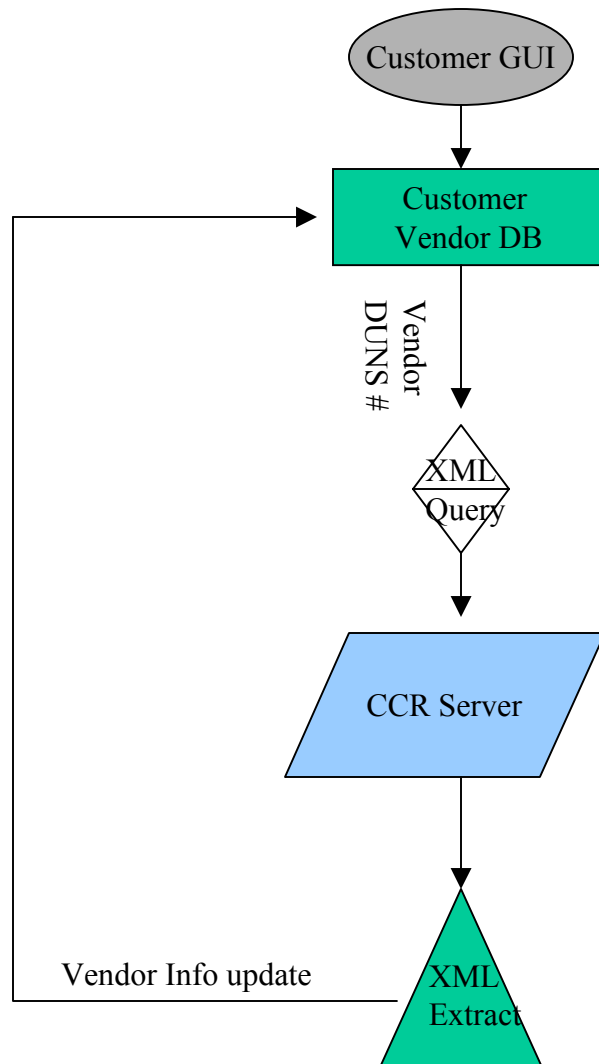 Customer GUI
Customer
Vendor DB
Vendor
DUNS #
XML
Query
CCR Server
Vendor Info update
XML
Extract